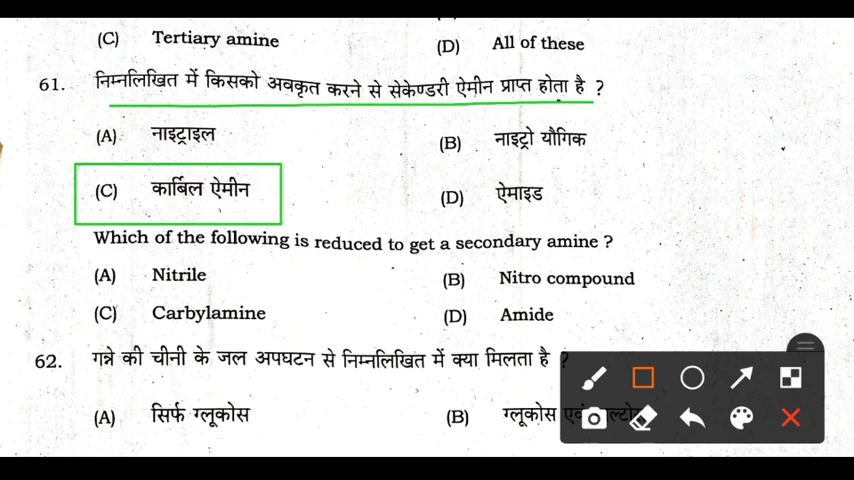 (C) Tertiary amine (D) All of these
61. निम्नलिखित में किसको अवकृत करने से सेकेण्डरी ऐमीन प्राप्त होता है ?
(A) नाइट्राइल (B) नाइट्रो यौगिक
(C) कार्बिल ऐमीन (D) ऐमाइड
Which of the following is reduced to get a secondary amine ?
(A) Nitrile (B) Nitro compound
(C) Carbylamine (D) Amide
62. गन्ने की चीनी के जल अपघटन से निम्नलिखित में क्या मिलता है ?
(A) सिर्फ ग्लूकोस (B) ग्लूकोस